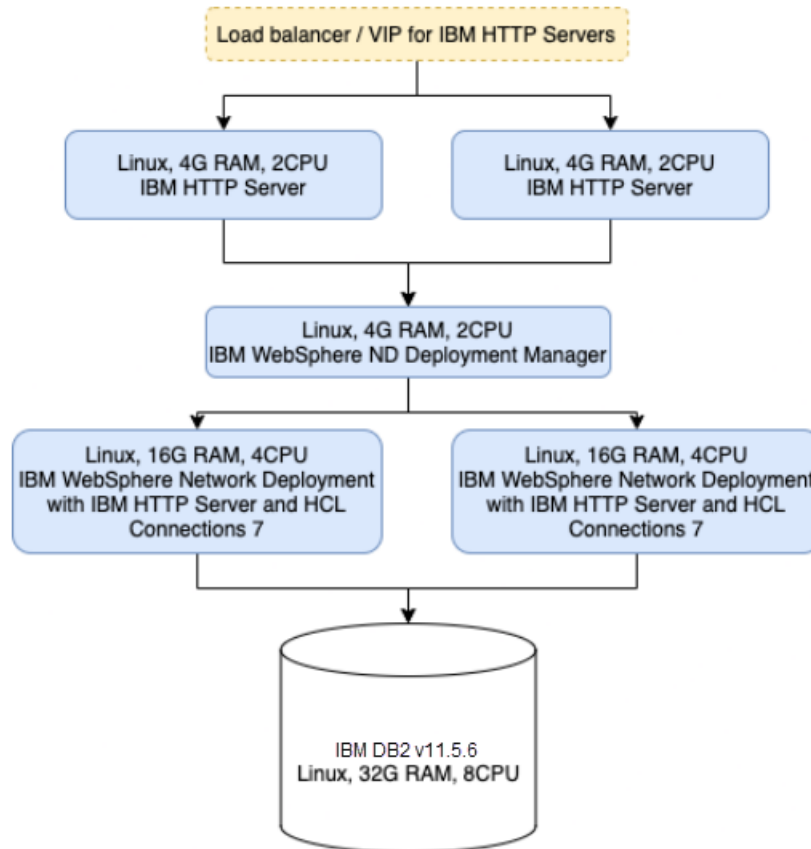 Load balancer / VIP for IBM HTTP Servers
Linux, 4G RAM, 2CPU
IBM HTTP Server
Linux, 4G RAM, 2CPU
IBM HTTP Server
Linux, 4G RAM, 2CPU
IBM WebSphere ND Deployment Manager
Linux, 16G RAM, 4CPU
IBM WebSphere Network Deployment
with IBM HTTP Server and HCL
Connections 7
Linux, 16G RAM, 4CPU
IBM WebSphere Network Deployment
with IBM HTTP Server and HCL
Connections 7
IBM DB2 v11.5.6
Linux, 32G RAM, 8CPU